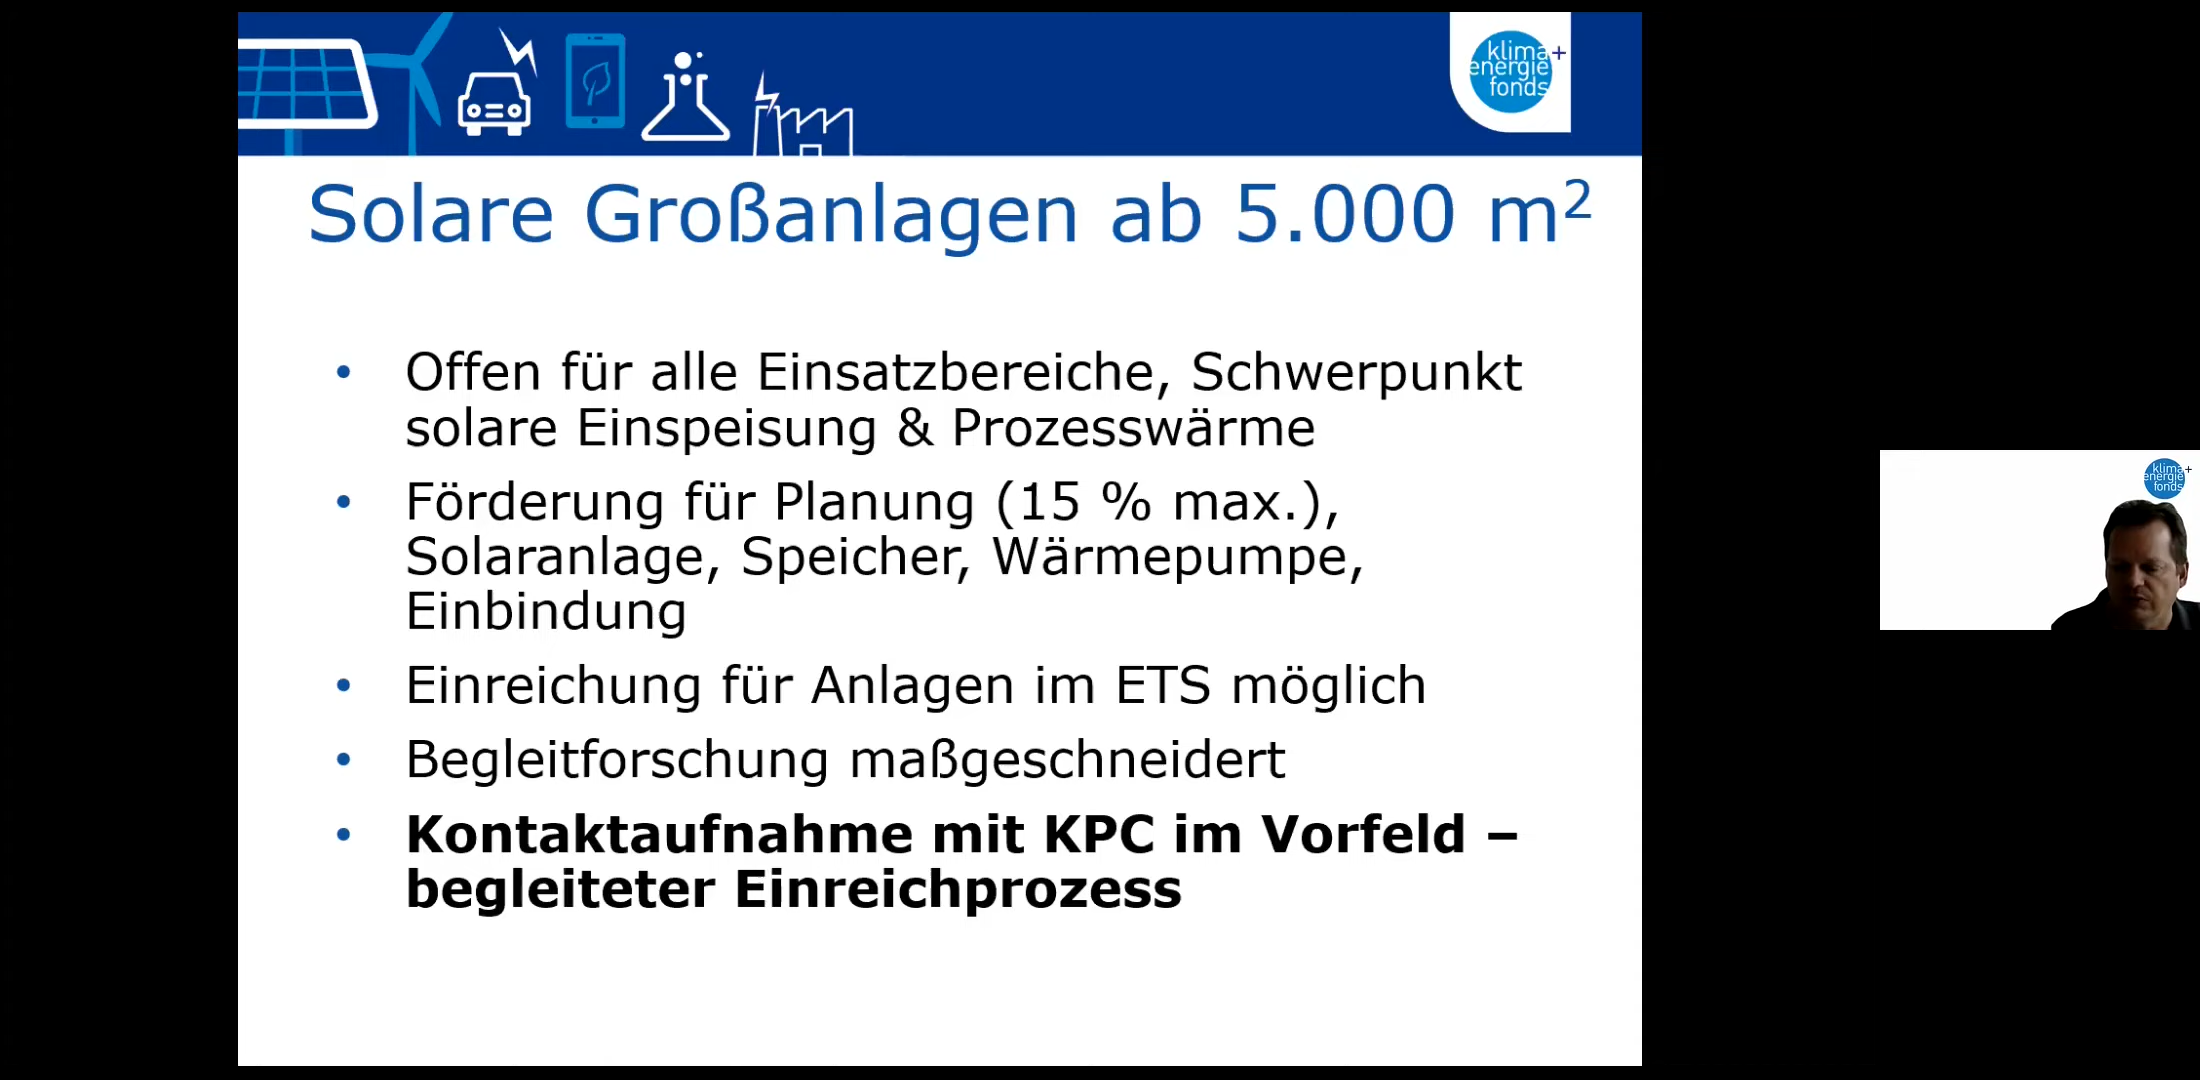 klima+
energie
fonds
Solare Großanlagen ab 5.000 m²
• Offen für alle Einsatzbereiche, Schwerpunkt
solare Einspeisung & Prozesswärme
• Förderung für Planung (15 % max.),
Solaranlage, Speicher, Wärmepumpe,
Einbindung
• Einreichung für Anlagen im ETS möglich
• Begleitforschung maßgeschneidert
• Kontaktaufnahme mit KPC im Vorfeld –
begleiteter Einreichprozess
klima+
energie
fonds